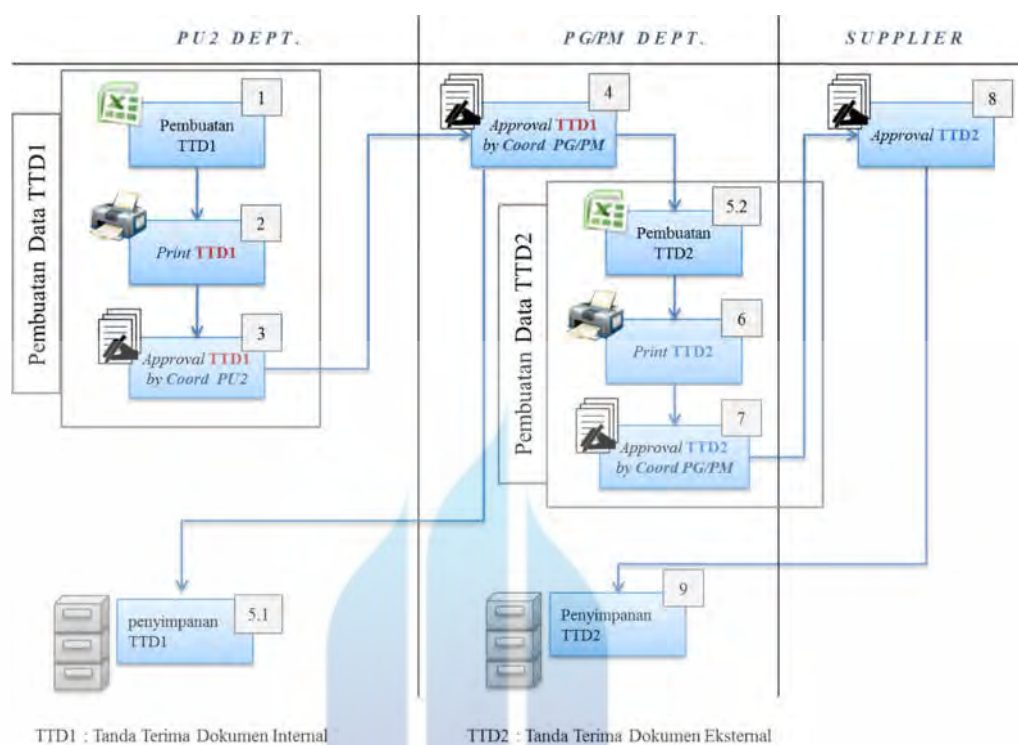 PU2 DEPT.
PG/PM DEPT.
SUPPLIER
Pembuatan Data TTD1
1
Pembuatan
TTD1
2
Print TTD1
3
Approval TTD1
by Coord PU2
4
Approval TTD1
by Coord PG/PM
Pembuatan Data TTD2
5.2
Pembuatan
TTD2
6
Print TTD2
7
Approval TTD2
by Coord PG/PM
8
Approval TTD2
5.1
penyimpanan
TTD1
9
Penyimpanan
TTD2
TTD1 : Tanda Terima Dokumen Internal
TTD2 : Tanda Terima Dokumen Eksternal